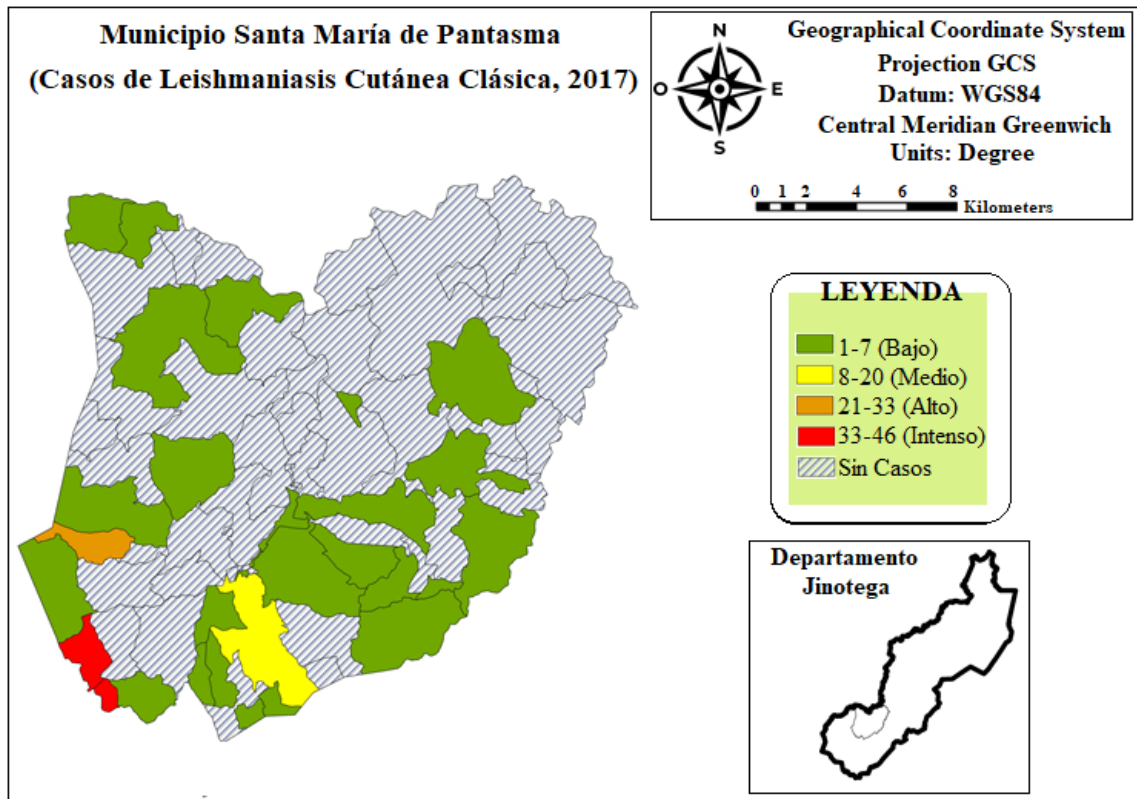 Municipio Santa María de Pantasma
(Casos de Leishmaniasis Cutánea Clásica, 2017)
N
O
E
S
Geographical Coordinate System
Projection GCS
Datum: WGS84
Central Meridian Greenwich
Units: Degree
0 1 2 4 6 8
Kilometers
LEYENDA
1-7 (Bajo)
8-20 (Medio)
21-33 (Alto)
33-46 (Intenso)
Sin Casos
Departamento
Jinotega